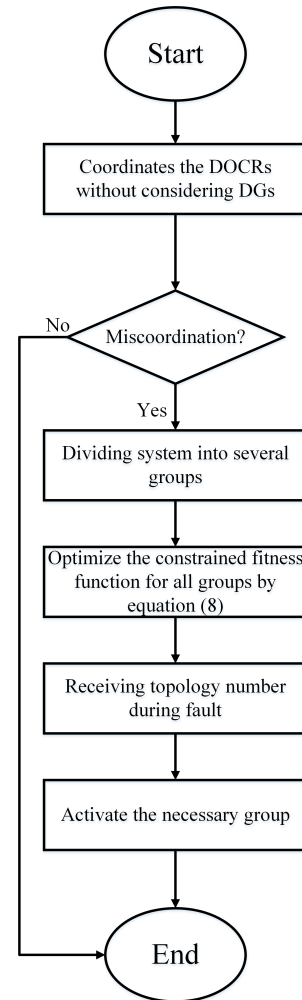 Start
Coordinates the DOCRs
without considering DGs
No
Miscoordination?
Yes
Dividing system into several
groups
Optimize the constrained fitness
function for all groups by
equation (8)
Receiving topology number
during fault
Activate the necessary group
End